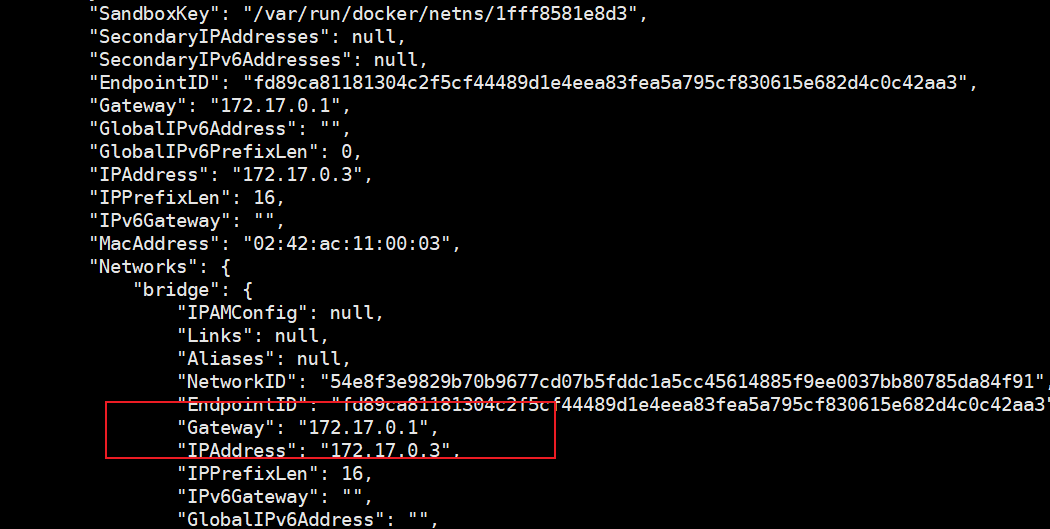 "SandboxKey": "/var/run/docker/netns/1fff8581e8d3",
"SecondaryIPAddresses": null,
"SecondaryIPv6Addresses": null,
"EndpointID": "fd89ca81181304c2f5cf44489d1e4eea83fea5a795cf830615e682d4c0c42aa3",
"Gateway": "172.17.0.1",
"GlobalIPv6Address": "",
"GlobalIPv6PrefixLen": 0,
"IPAddress": "172.17.0.3",
"IPPrefixLen": 16,
"IPv6Gateway": "",
"MacAddress": "02:42:ac:11:00:03",
"Networks": {
"bridge": {
"IPAMConfig": null,
"Links": null,
"Aliases": null,
"NetworkID": "54e8f3e9829b70b9677cd07b5fddc1a5cc45614885f9ee0037bb80785da84f91",
"EndpointID": "fd89ca81181304c2f5cf44489d1e4eea83fea5a795cf830615e682d4c0c42aa3"
"Gateway": "172.17.0.1",
"IPAddress": "172.17.0.3",
"IPPrefixLen": 16,
"IPv6Gateway": "",
"GlobalIPv6Address": "",